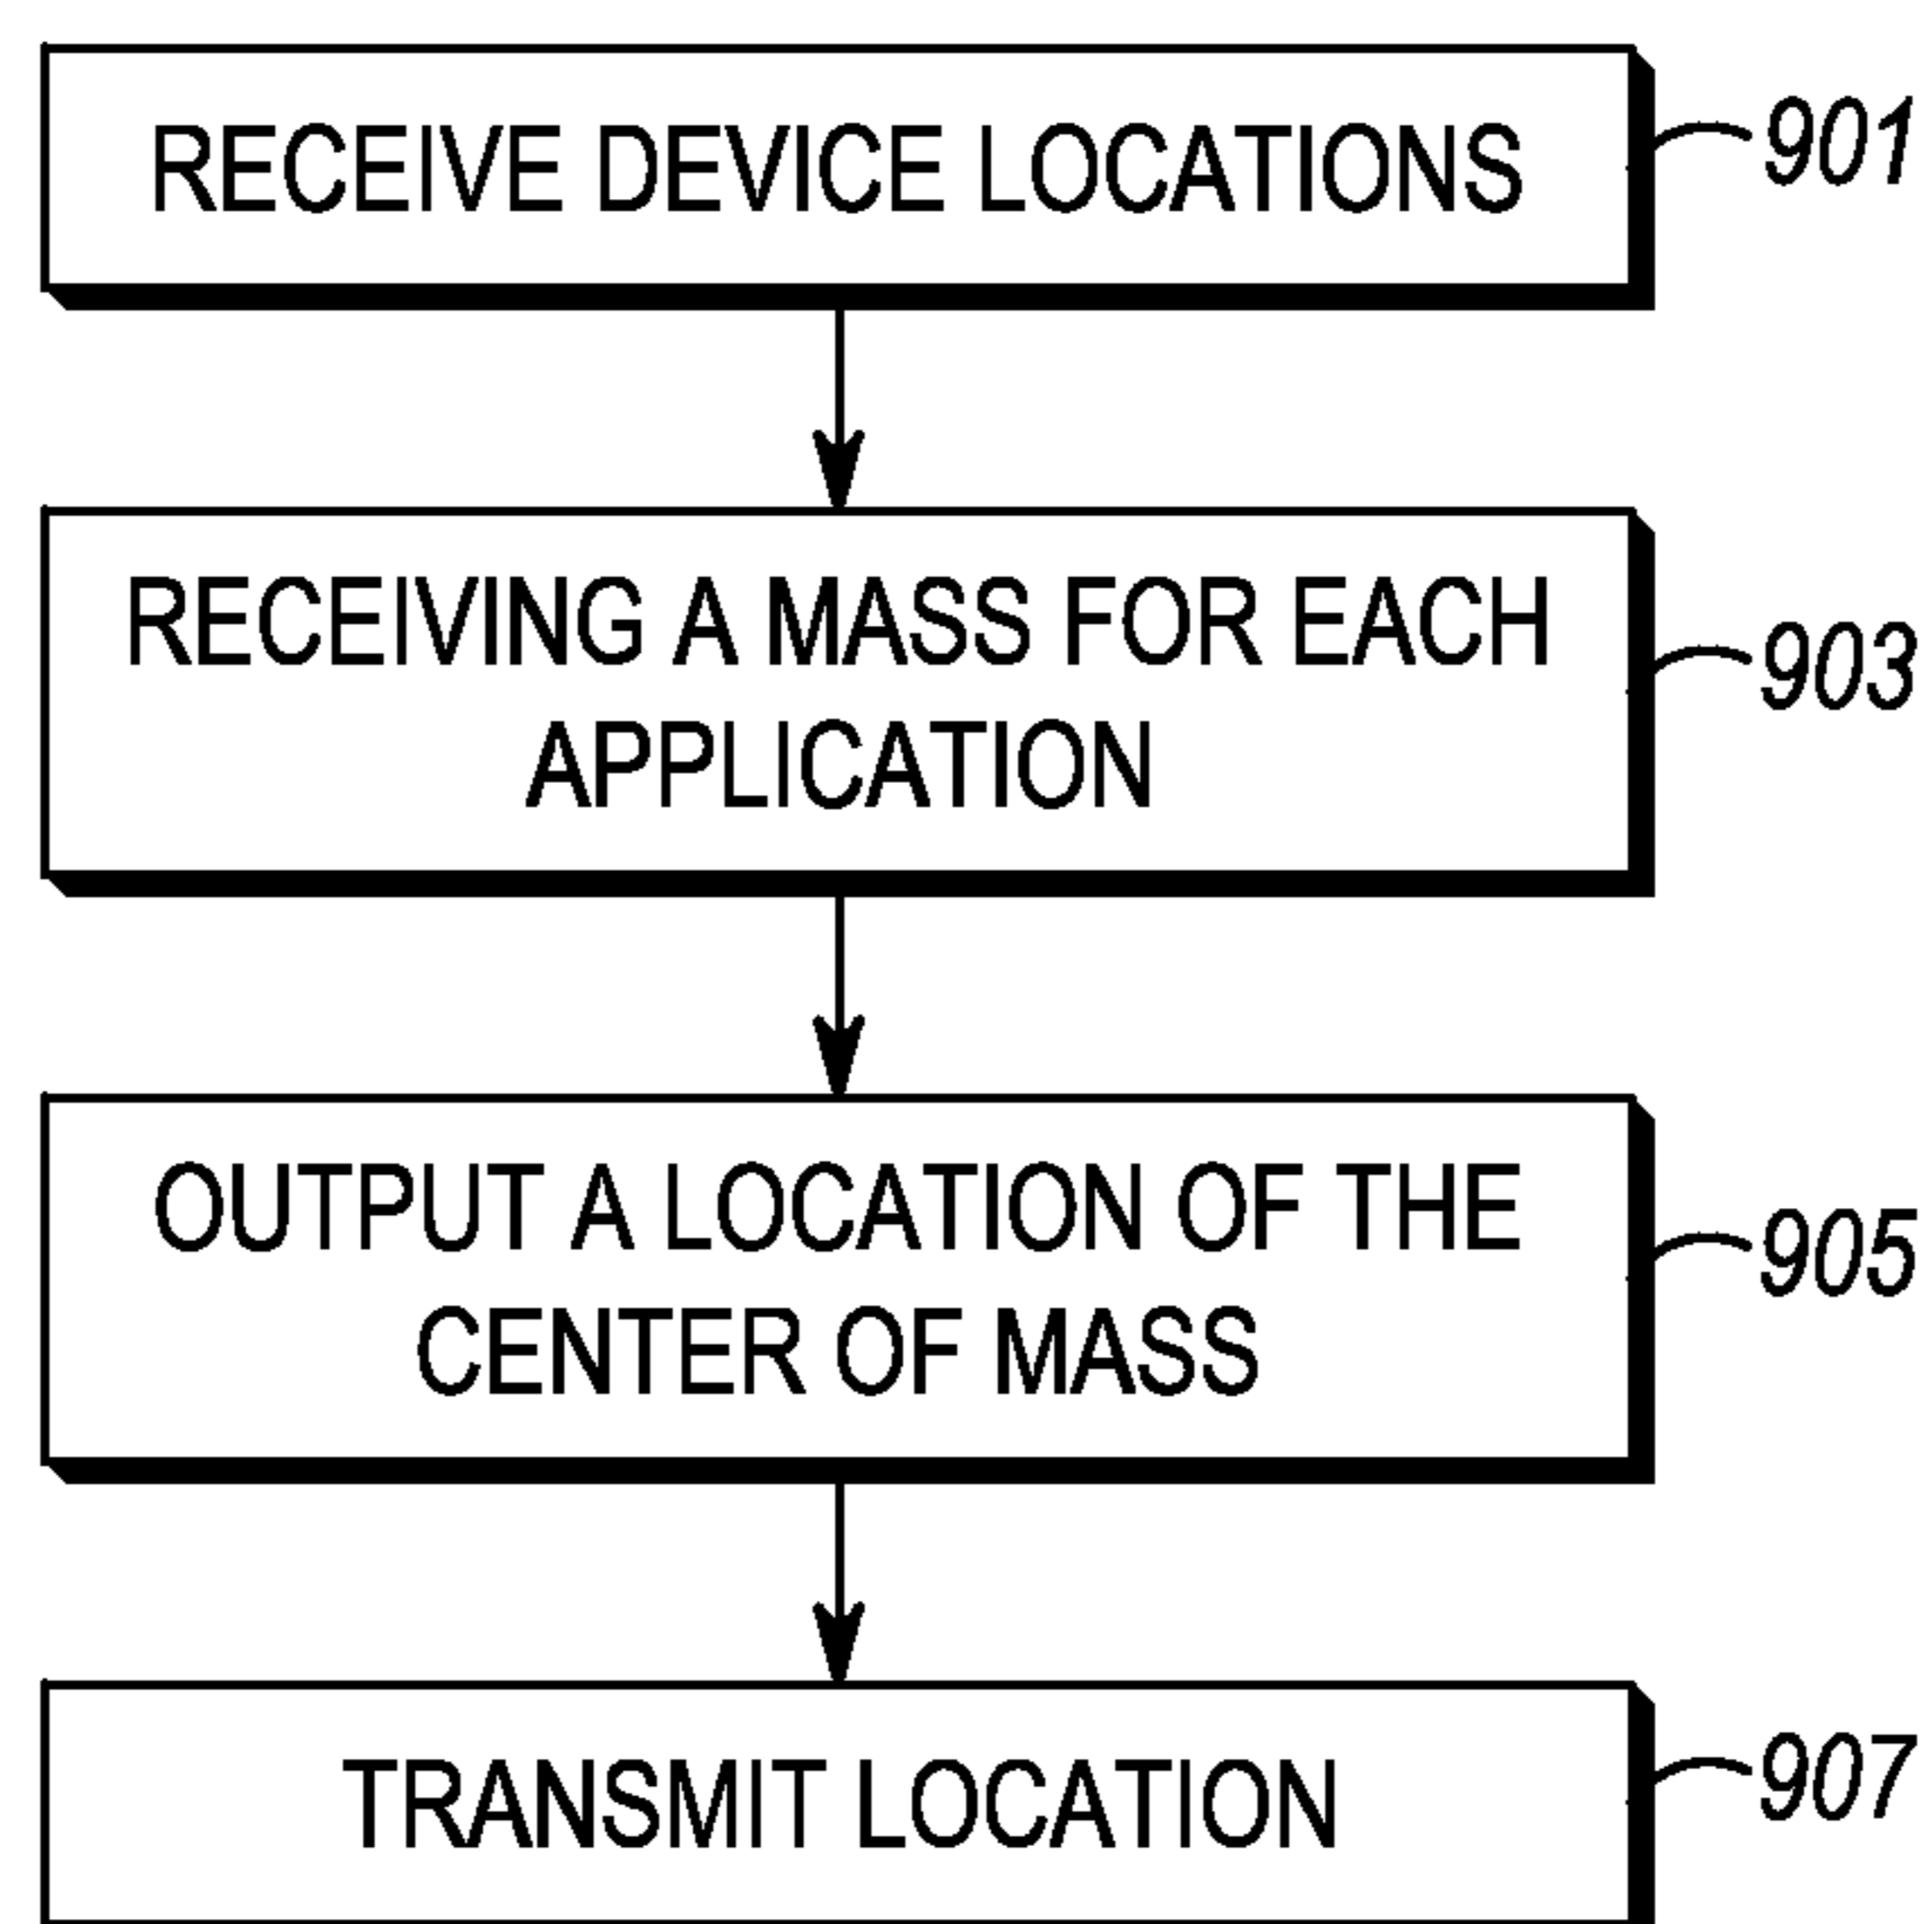 RECEIVE DEVICE LOCATIONS
901
RECEIVING A MASS FOR EACH
APPLICATION
903
OUTPUT A LOCATION OF THE
CENTER OF MASS
905
TRANSMIT LOCATION
907